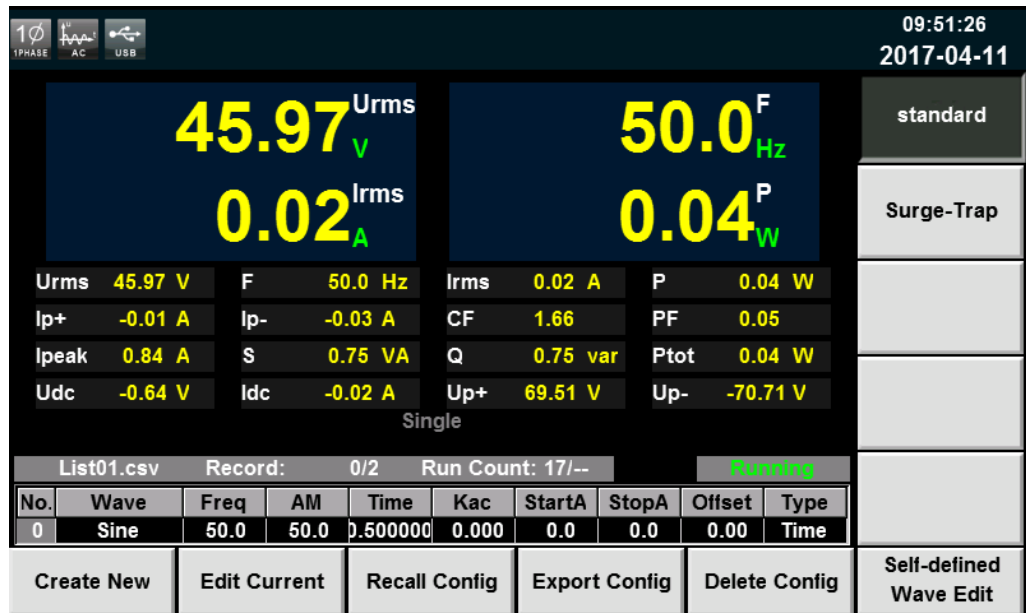 1Ø u t 09:51:26
1PHASE AC USB 2017-04-11
45.97 Urms V 50.0 F Hz standard
0.02 Irms A 0.04 P W Surge-Trap
Urms 45.97 V F 50.0 Hz Irms 0.02 A P 0.04 W
Ip+ -0.01 A Ip- -0.03 A CF 1.66 PF 0.05
Ipeak 0.84 A S 0.75 VA Q 0.75 var Ptot 0.04 W
Udc -0.64 V Idc -0.02 A Up+ 69.51 V Up- -70.71 V
Single
List01.csv Record: 0/2 Run Count: 17/-- Running
No. Wave Freq AM Time Kac StartA StopA Offset Type
0 Sine 50.0 50.0 0.500000 0.000 0.0 0.0 0.00 Time
Create New Edit Current Recall Config Export Config Delete Config Self-defined
Wave Edit